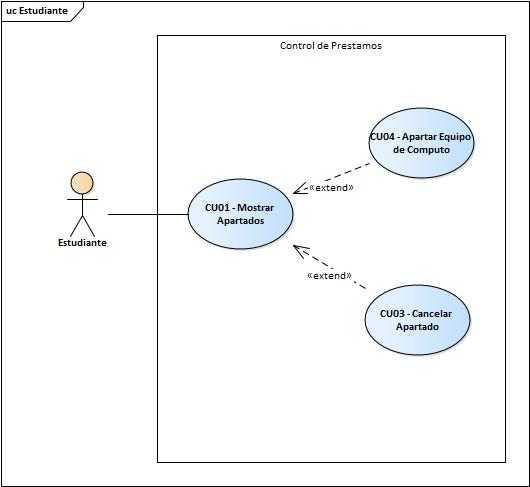 uc Estudiante
Control de Prestamos
CU04 - Apartar Equipo
de Computo
«extend»
CU01 - Mostrar
Apartados
Estudiante
«extend»
CU03 - Cancelar
Apartado